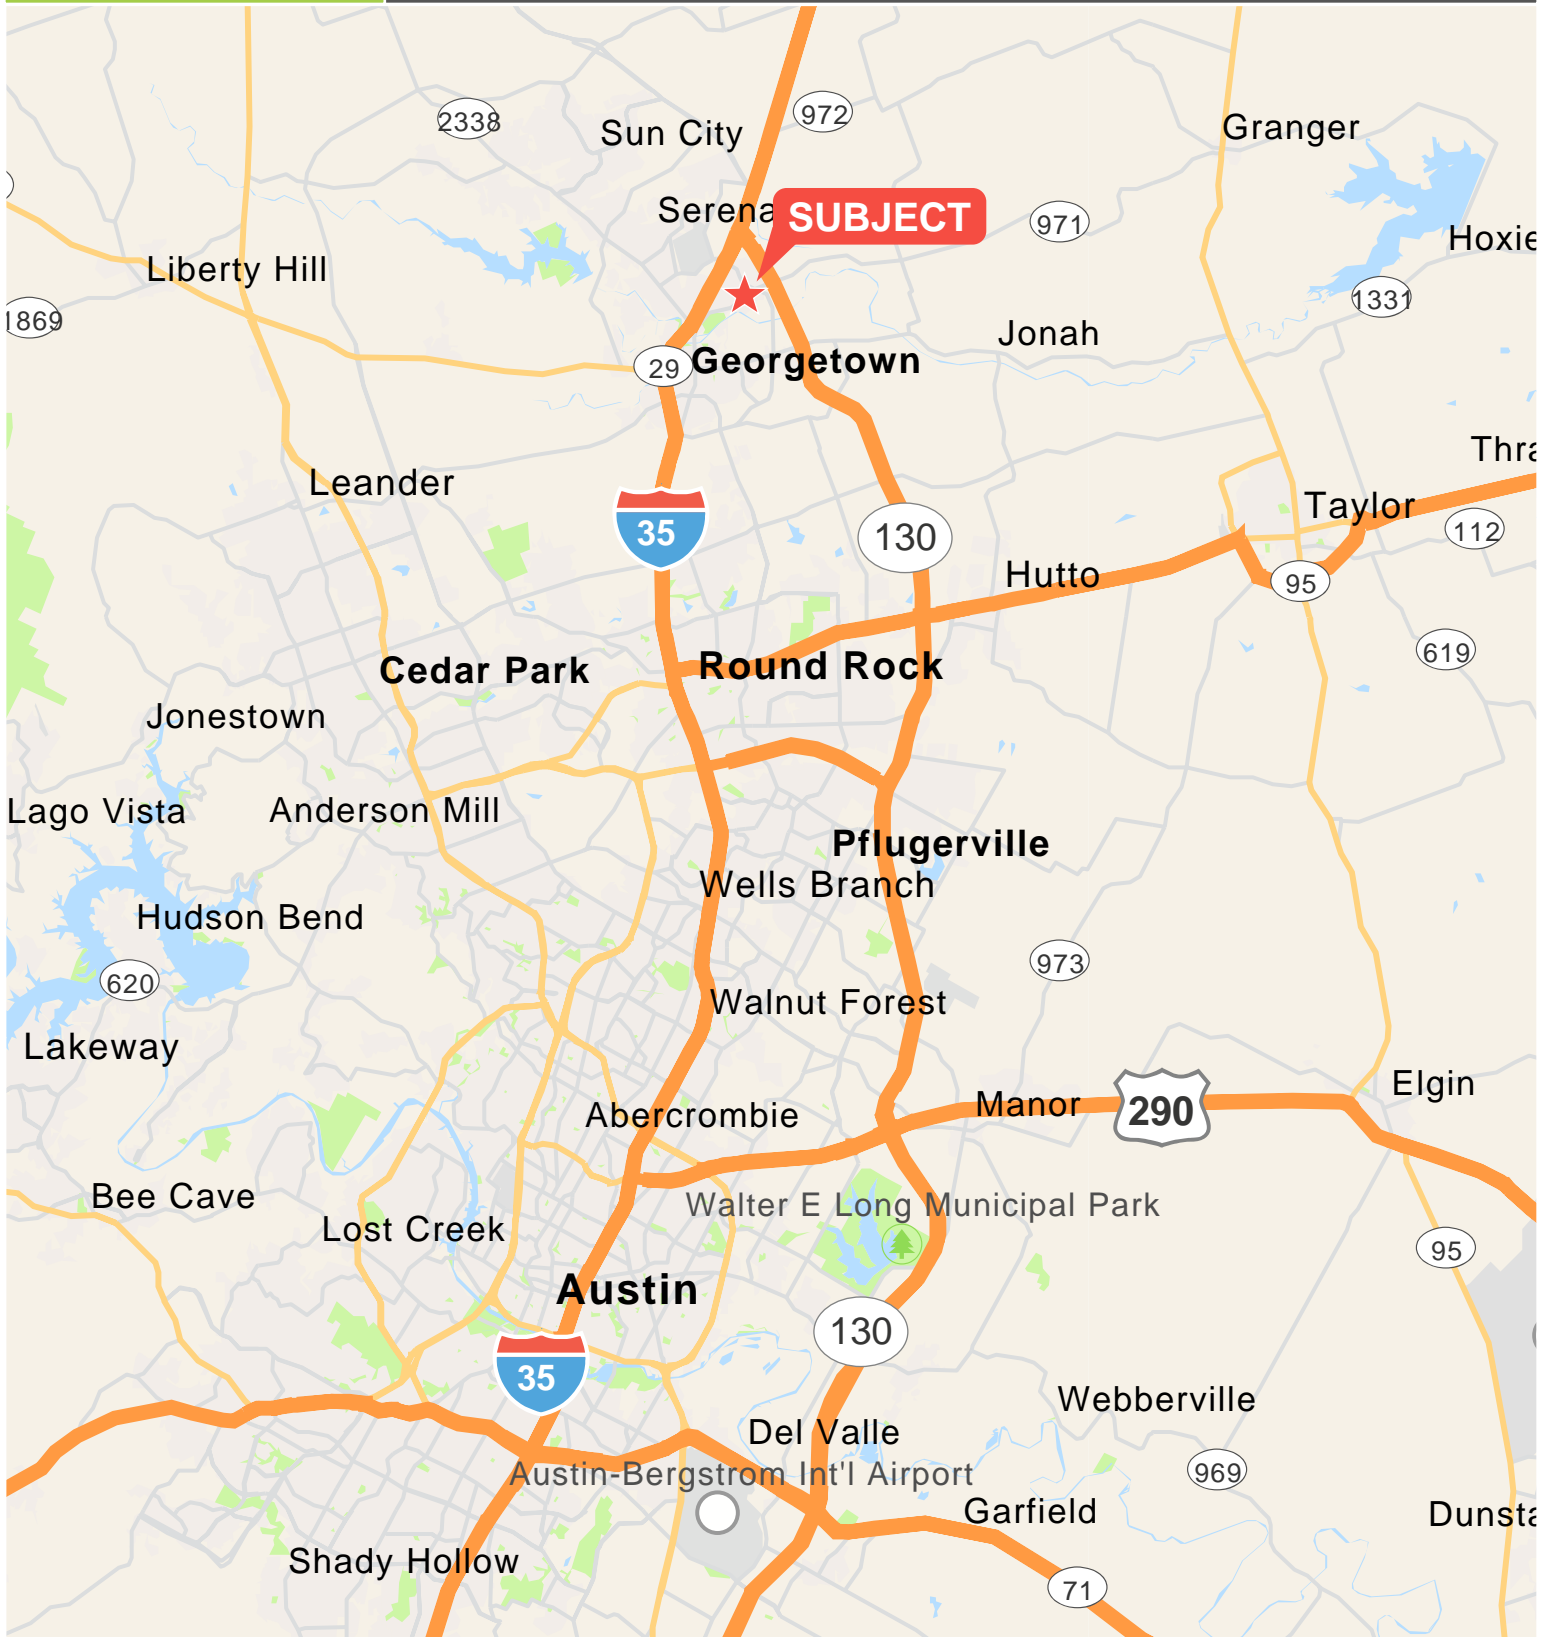 972
2338
Sun City
Granger
Serena
SUBJECT
971
Hoxie
Liberty Hill
1331
1869
Jonah
29
Georgetown
Thra
Leander
Taylor
35
130
112
Hutto
95
619
Cedar Park
Round Rock
Jonestown
Lago Vista
Anderson Mill
Pflugerville
Wells Branch
Hudson Bend
973
620
Walnut Forest
Lakeway
Elgin
Abercrombie
Manor
290
Bee Cave
Walter E Long Municipal Park
Lost Creek
95
Austin
130
35
Webberville
Del Valle
Austin-Bergstrom Int'l Airport
969
Garfield
Dunsta
Shady Hollow
71